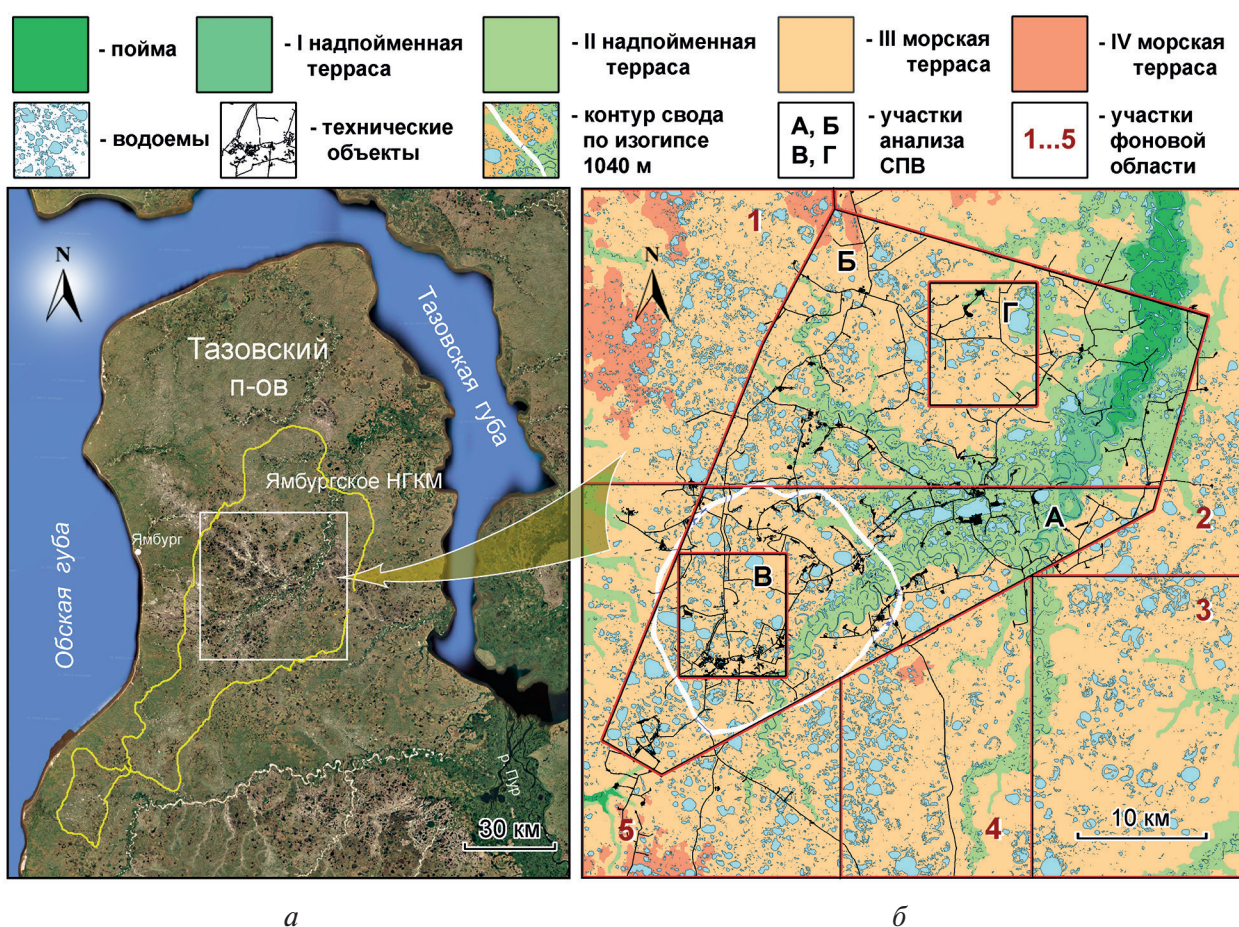 - пойма
- I надпойменная
терраса
- II надпойменная
терраса
- III морская
терраса
- IV морская
терраса
- водоемы
- технические
объекты
- контур свода
по изогипсе
1040 м
А, Б
В, Г
- участки
анализа
СПВ
1...5
- участки
фоновой
области
N
Тазовский
п-ов
Тазовская губа
Ямбургское НГКМ
Ямбург
Обская губа
р. Пур
30 км
N
1
Б
Г
А
2
В
3
5
4
10 км
а
б